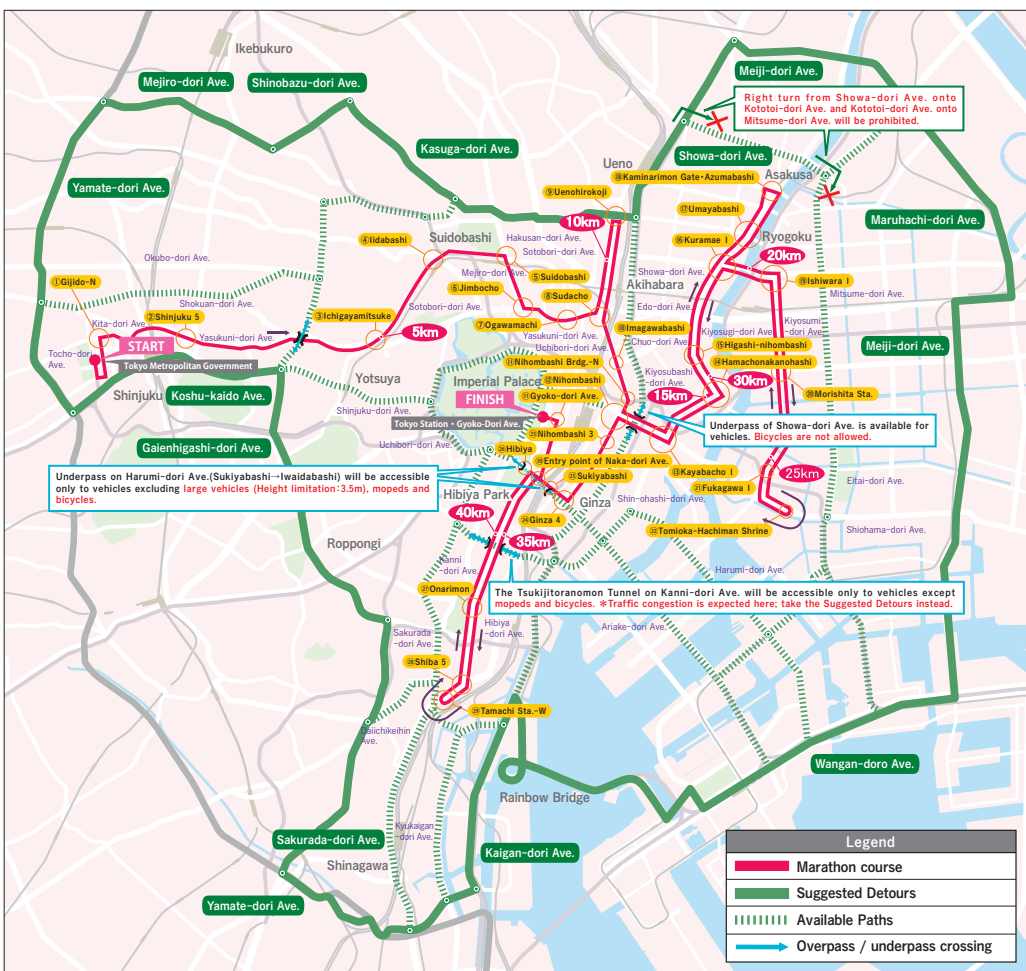 Ikebukuro
Mejiro-dori Ave.
Shinobazu-dori Ave.
Meiji-dori Ave.
Right turn from Showa-dori Ave. onto
Kototoi-dori Ave. and Kototoi-dori Ave. onto
Mitsume-dori Ave. will be prohibited.
Kasuga-dori Ave.
Ueno
Showa-dori Ave.
Asakusa
⑱Kaminarimon Gate・Azumabashi
Yamate-dori Ave.
⑨Uenohirokoji
10km
⑰Umayabashi
Maruhachi-dori Ave.
④Iidabashi
Suidobashi
Hakusan-dori Ave.
Sotobori-dori Ave.
⑯Kuramae I
Ryogoku
20km
Okubo-dori Ave.
⑤Suidobashi
Mejiro-dori Ave.
Showa-dori Ave.
①Gijido-N
⑥Jimbocho
Akihabara
⑲Ishiwara I
Mitsume-dori Ave.
Shokuan-dori Ave.
Sotobori-dori Ave.
⑧Sudacho
Edo-dori Ave.
②Shinjuku 5
③Ichigayamitsuke
Kita-dori Ave.
⑦Ogawamachi
⑩Imagawabashi
Kiyosugi-dori Ave.
Kiyosumi
-dori Ave.
5km
Yasukuni-dori Ave.
Yasukuni-dori Ave.
Chuo-dori Ave.
START
Uchibori-dori Ave.
⑮Higashi-nihombashi
Meiji-dori Ave.
Tocho-dori
Ave.
Tokyo Metropolitan Government
⑪Nihombashi Brdg.-N
⑭Hamachonakanohashi
Yotsuya
Imperial Palace
⑫Nihombashi
Kiyosubashi
-dori Ave.
30km
Shinjuku
Koshu-kaido Ave.
FINISH
㉛Gyoko-dori Ave.
15km
⑳Morishita Sta.
Shinjuku-dori Ave.
Tokyo Station・Gyoko-Dori Ave.
Underpass of Showa-dori Ave. is available for
vehicles. Bicycles are not allowed.
㉓Nihombashi 3
Gaienhigashi-dori Ave.
Uchibori-dori Ave.
㉖Hibiya
㉚Entry point of Naka-dori Ave.
⑬Kayabacho I
25km
Underpass on Harumi-dori Ave.(Sukiyabashi→Iwaidabashi) will be accessible
only to vehicles excluding large vehicles (Height limitation:3.5m), mopeds and
bicycles.
㉕Sukiyabashi
㉑Fukagawa I
Eitai-dori Ave.
Hibiya Park
Ginza
Shin-ohashi-dori Ave.
40km
㉔Ginza 4
㉒Tomioka-Hachiman Shrine
Shiohama-dori Ave.
Roppongi
35km
Kanni
-dori Ave.
Harumi-dori Ave.
㉗Onarimon
The Tsukijitoranomon Tunnel on Kanni-dori Ave. will be accessible only to vehicles except
mopeds and bicycles. ＊Traffic congestion is expected here; take the Suggested Detours instead.
Hibiya
-dori Ave.
Ariake-dori Ave.
Sakurada
-dori Ave.
㉘Shiba 5
㉙Tamachi Sta.-W
Daiichikeihin
Ave.
Wangan-doro Ave.
Rainbow Bridge
Kyukaigan
-dori Ave.
Sakurada-dori Ave.
Kaigan-dori Ave.
Shinagawa
Yamate-dori Ave.
Legend
Marathon course
Suggested Detours
Available Paths
Overpass / underpass crossing